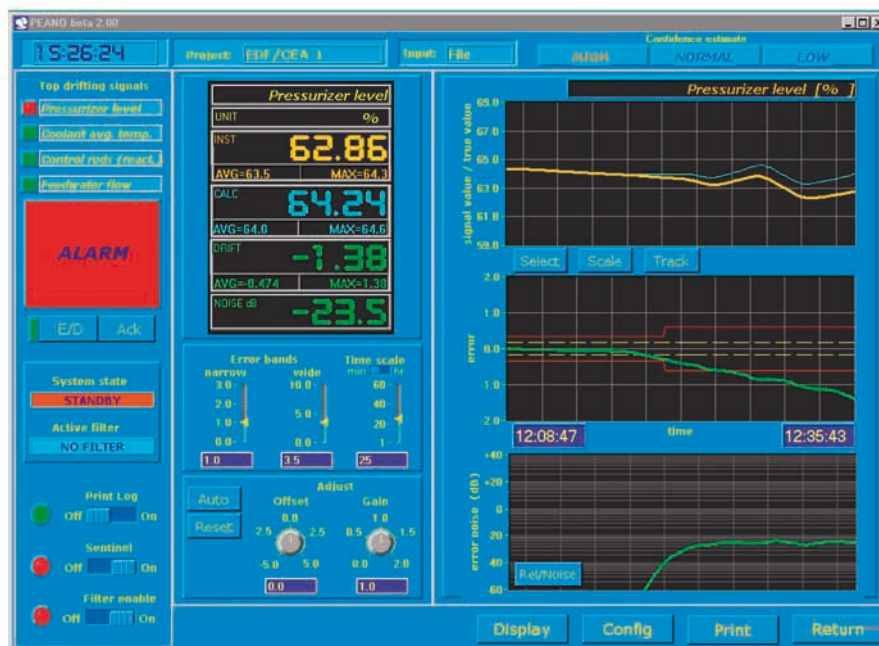 PEANO beta 2.00
15:26:24
Project: EDF/CEA 1
Input: File
Confidence estimate
HIGH NORMAL LOW
Top drifting signals
Pressurizer level
Coolant avg. temp.
Control rods (react.)
Feedwater flow
ALARM
E/D Ack
System state
STANDBY
Active filter
NO FILTER
Print Log
Off On
Sentinel
Off On
Filter enable
Off On
Pressurizer level
UNIT %
INST 62.86
AVG=63.5 MAX=64.3
CALC 64.24
AVG=64.0 MAX=64.6
DRIFT -1.38
AVG=-0.474 MAX=1.38
NOISE dB -23.5
Error bands
narrow wide
3.0 10.0
2.0
5.0
1.0
0.0 0.0
1.0 3.5
Time scale
min hr
60
40
20
1
25
Auto
Reset
Adjust
Offset Gain
0.0 1.0
2.5 2.5 0.5 1.5
-5.0 5.0 0.0 2.0
0.0 1.0
Pressurizer level [% ]
signal value / true value
69.0
67.0
65.0
63.0
61.0
59.0
Select Scale Track
error
2.0
1.0
0.0
-1.0
-2.0
12:08:47 time 12:35:43
error noise (dB)
+40
+20
0
-20
-40
-60
Rel/Noise
Display Config Print Return